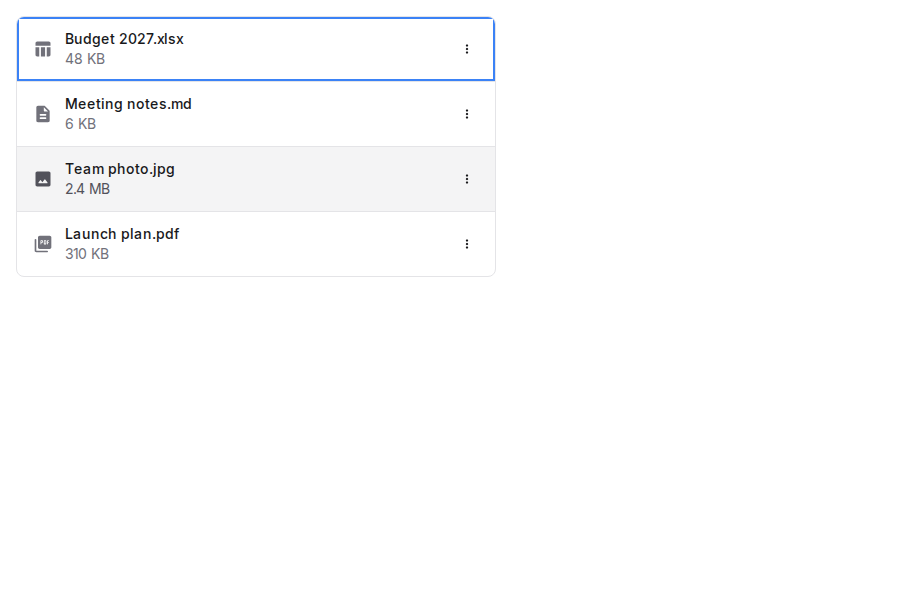 Budget 2027.xlsx
48 KB
Meeting notes.md
6 KB
Team photo.jpg
2.4 MB
Launch plan.pdf
310 KB